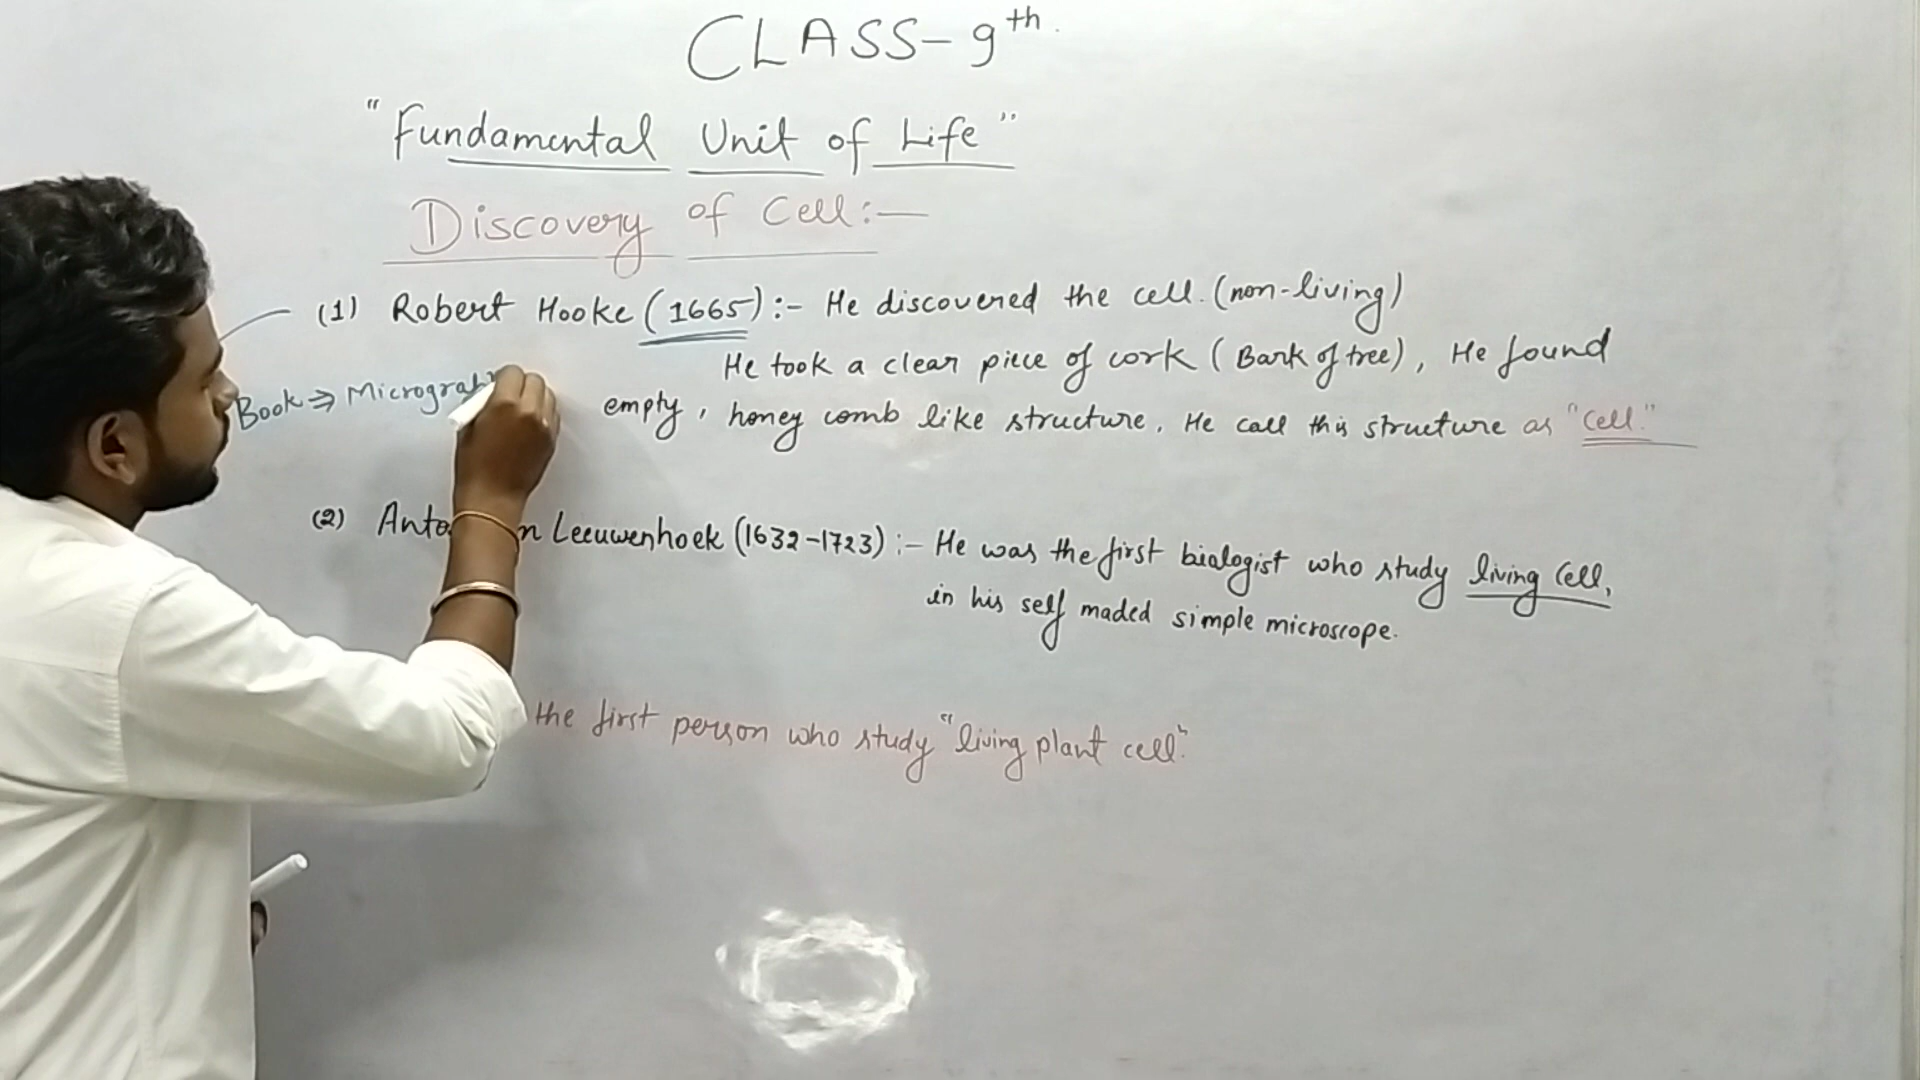 CLASS-9th.
"Fundamental Unit of Life"
Discovery of Cell:-
(1) Robert Hooke (1665):- He discovered the cell. (non-living)
He took a clear piece of cork (Bark of tree), He found
empty, honey comb like structure. He call this structure as "cell."
Book ⇒
(2) Leeuwenhoek (1632-1723):- He was the first biologist who study living Cell,
in his self maded simple microscope.
the first person who study "living plant cell".